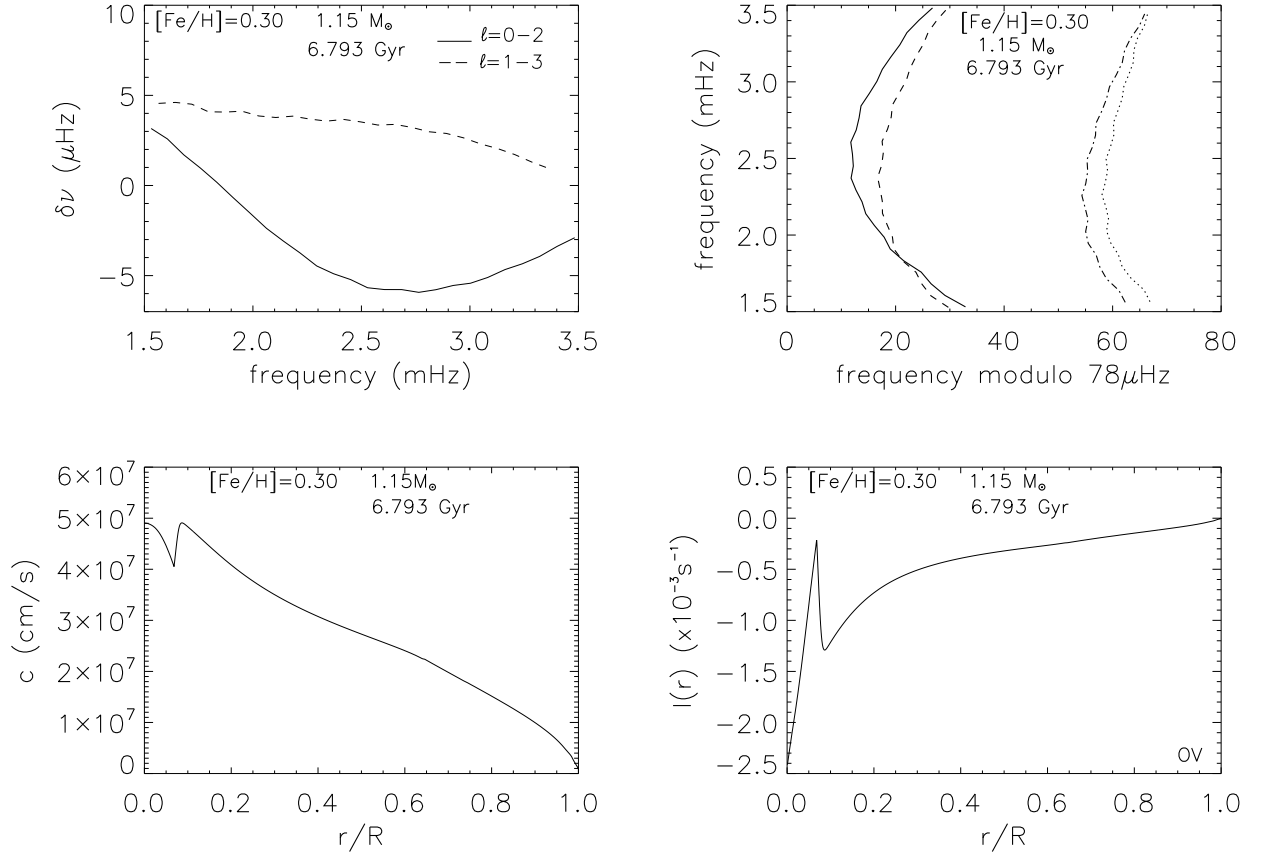 [Fe/H]=0.30 1.15 M⊙
6.793 Gyr
ℓ=0−2
ℓ=1−3
10
5
0
−5
δν (μHz)
1.5 2.0 2.5 3.0 3.5
frequency (mHz)
[Fe/H]=0.30
1.15 M⊙
6.793 Gyr
3.5
3.0
2.5
2.0
1.5
frequency (mHz)
0 20 40 60 80
frequency modulo 78μHz
[Fe/H]=0.30 1.15M⊙
6.793 Gyr
6×10⁷
5×10⁷
4×10⁷
3×10⁷
2×10⁷
1×10⁷
0
c (cm/s)
0.0 0.2 0.4 0.6 0.8 1.0
r/R
[Fe/H]=0.30 1.15 M⊙
6.793 Gyr
0.5
0.0
−0.5
−1.0
−1.5
−2.0
−2.5
I(r) (x10⁻³s⁻¹)
OV
0.0 0.2 0.4 0.6 0.8 1.0
r/R